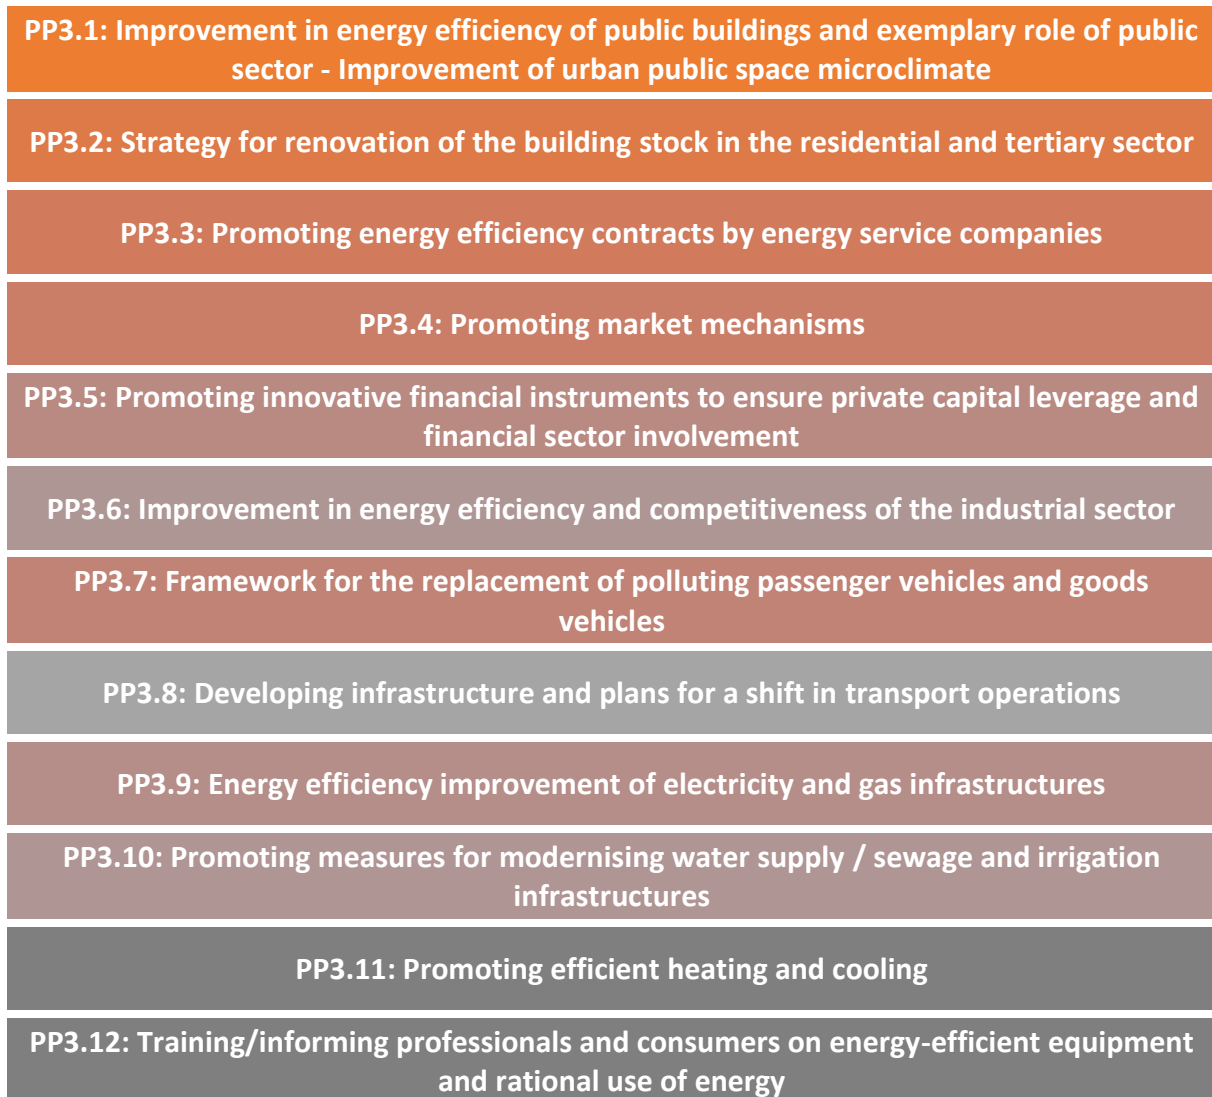 PP3.1: Improvement in energy efficiency of public buildings and exemplary role of public
sector - Improvement of urban public space microclimate
PP3.2: Strategy for renovation of the building stock in the residential and tertiary sector
PP3.3: Promoting energy efficiency contracts by energy service companies
PP3.4: Promoting market mechanisms
PP3.5: Promoting innovative financial instruments to ensure private capital leverage and
financial sector involvement
PP3.6: Improvement in energy efficiency and competitiveness of the industrial sector
PP3.7: Framework for the replacement of polluting passenger vehicles and goods
vehicles
PP3.8: Developing infrastructure and plans for a shift in transport operations
PP3.9: Energy efficiency improvement of electricity and gas infrastructures
PP3.10: Promoting measures for modernising water supply / sewage and irrigation
infrastructures
PP3.11: Promoting efficient heating and cooling
PP3.12: Training/informing professionals and consumers on energy-efficient equipment
and rational use of energy